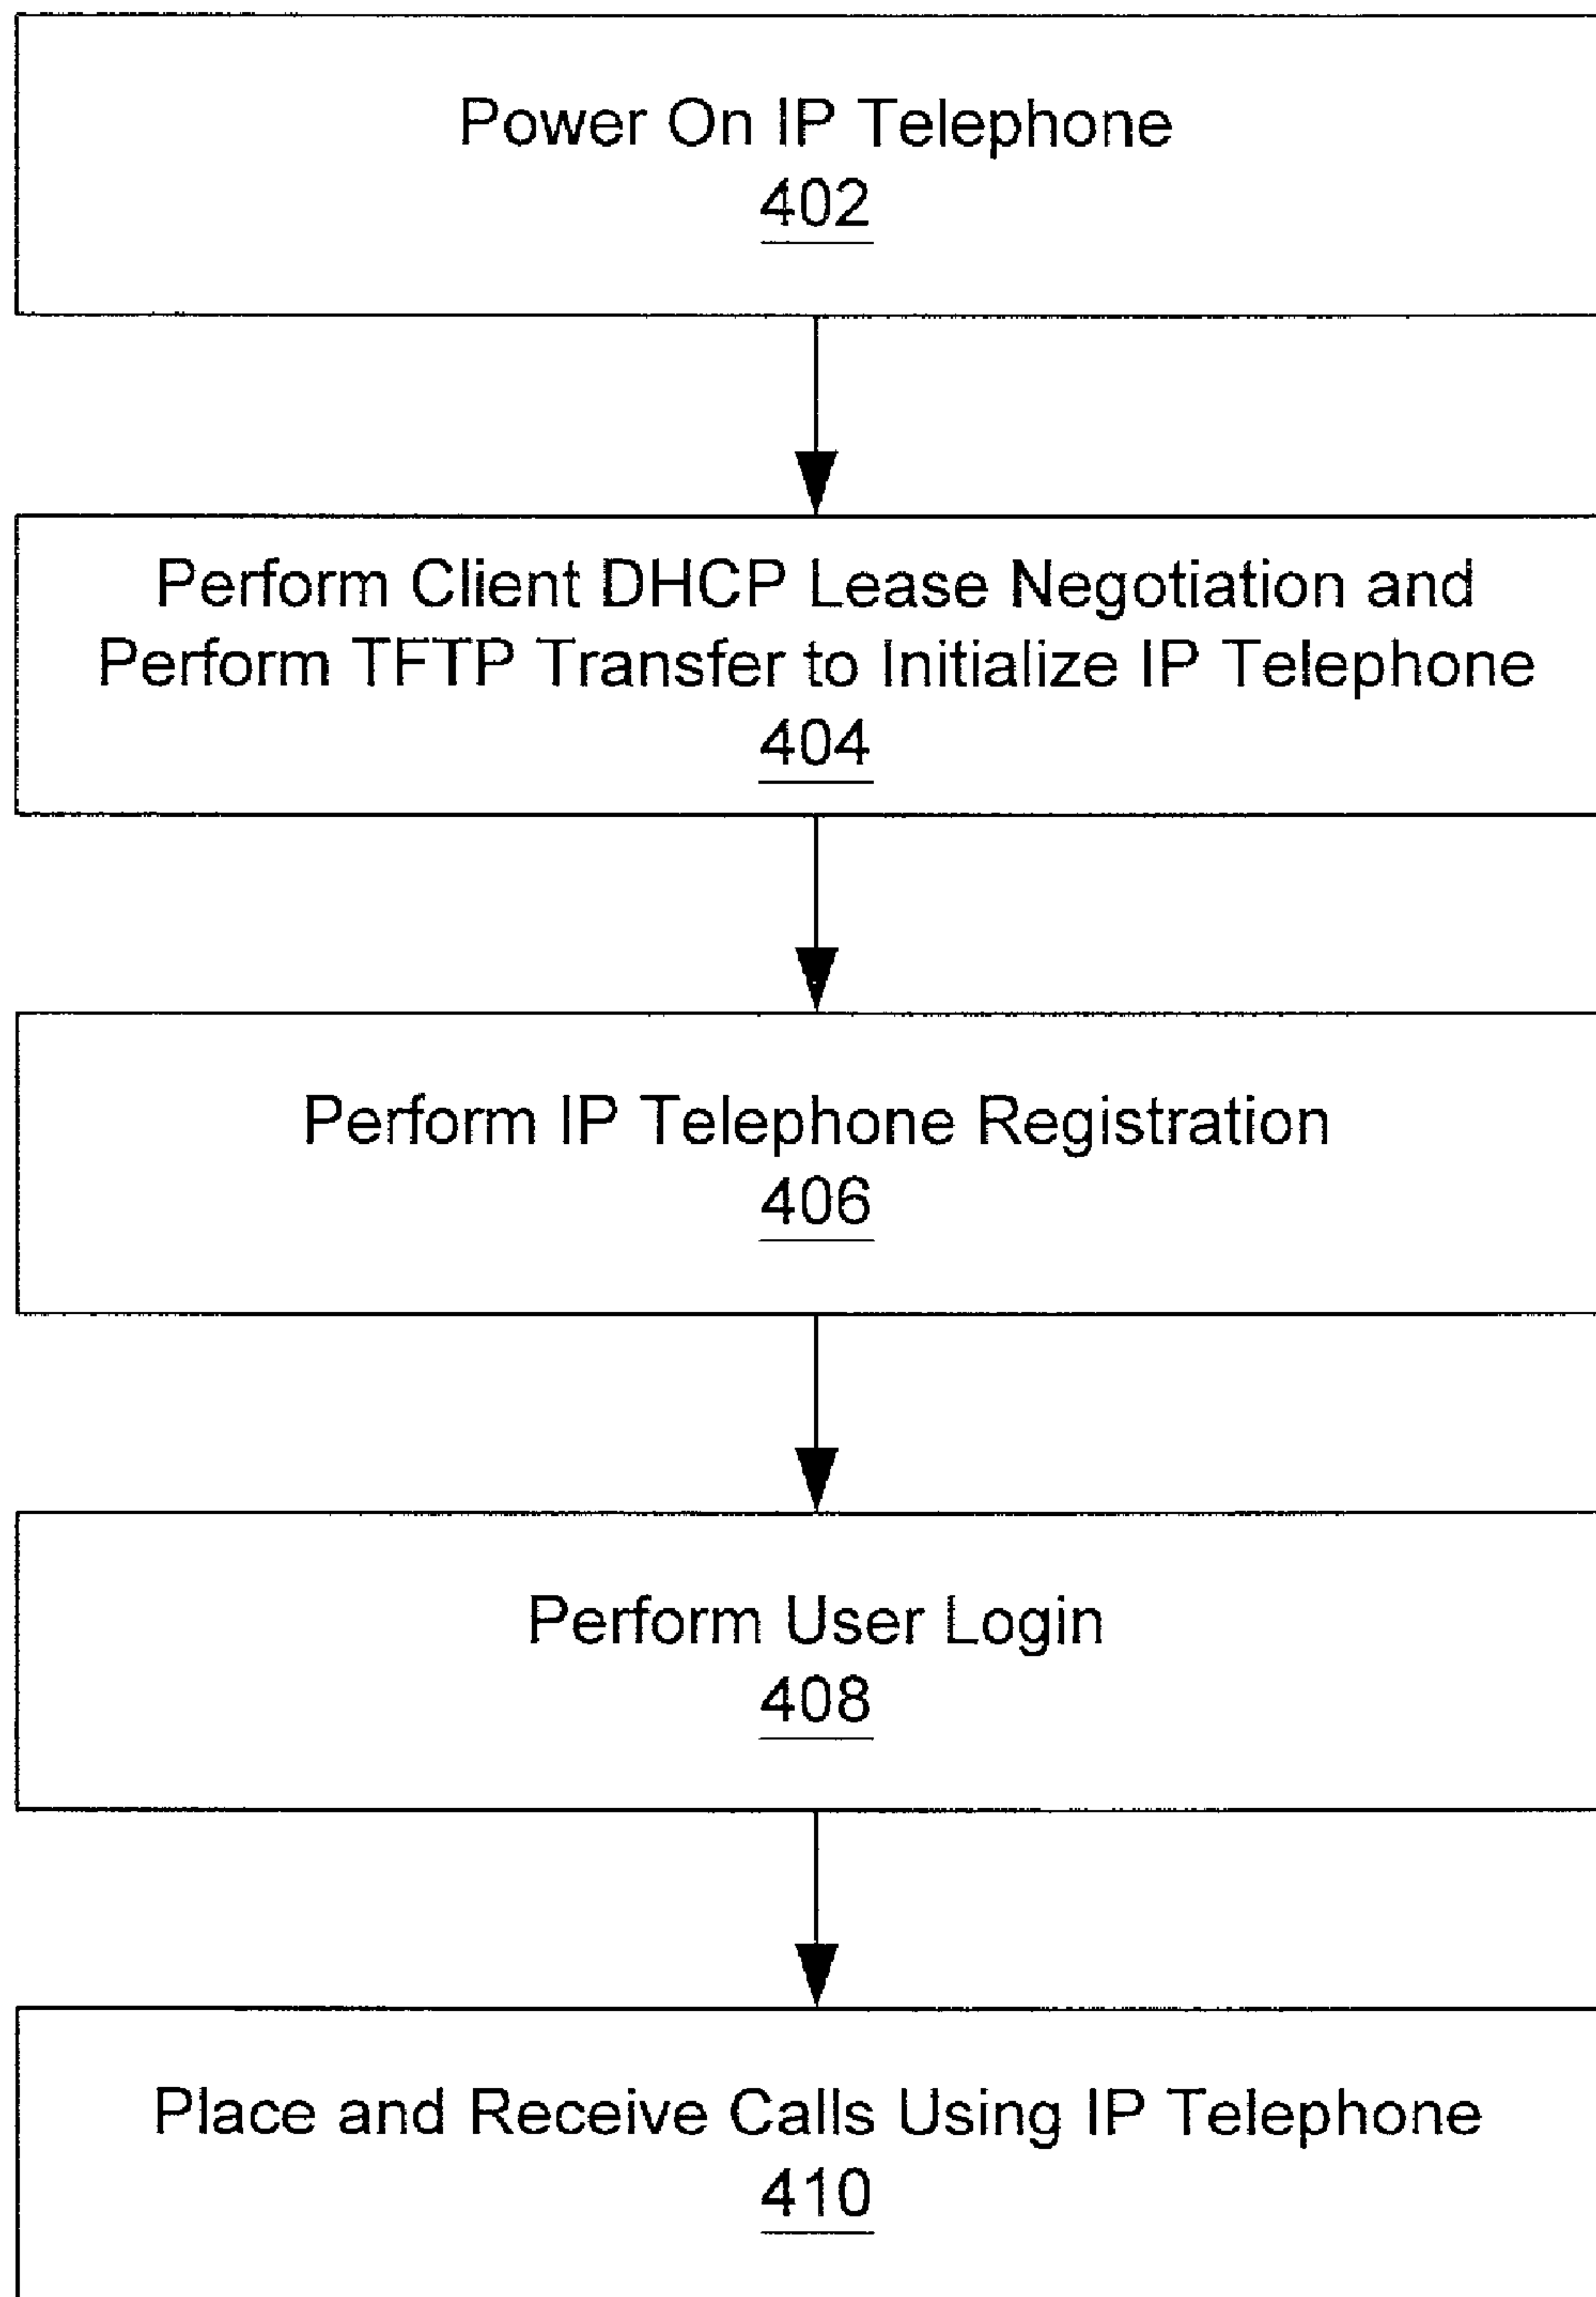 Power On IP Telephone
402
Perform Client DHCP Lease Negotiation and
Perform TFTP Transfer to Initialize IP Telephone
404
Perform IP Telephone Registration
406
Perform User Login
408
Place and Receive Calls Using IP Telephone
410